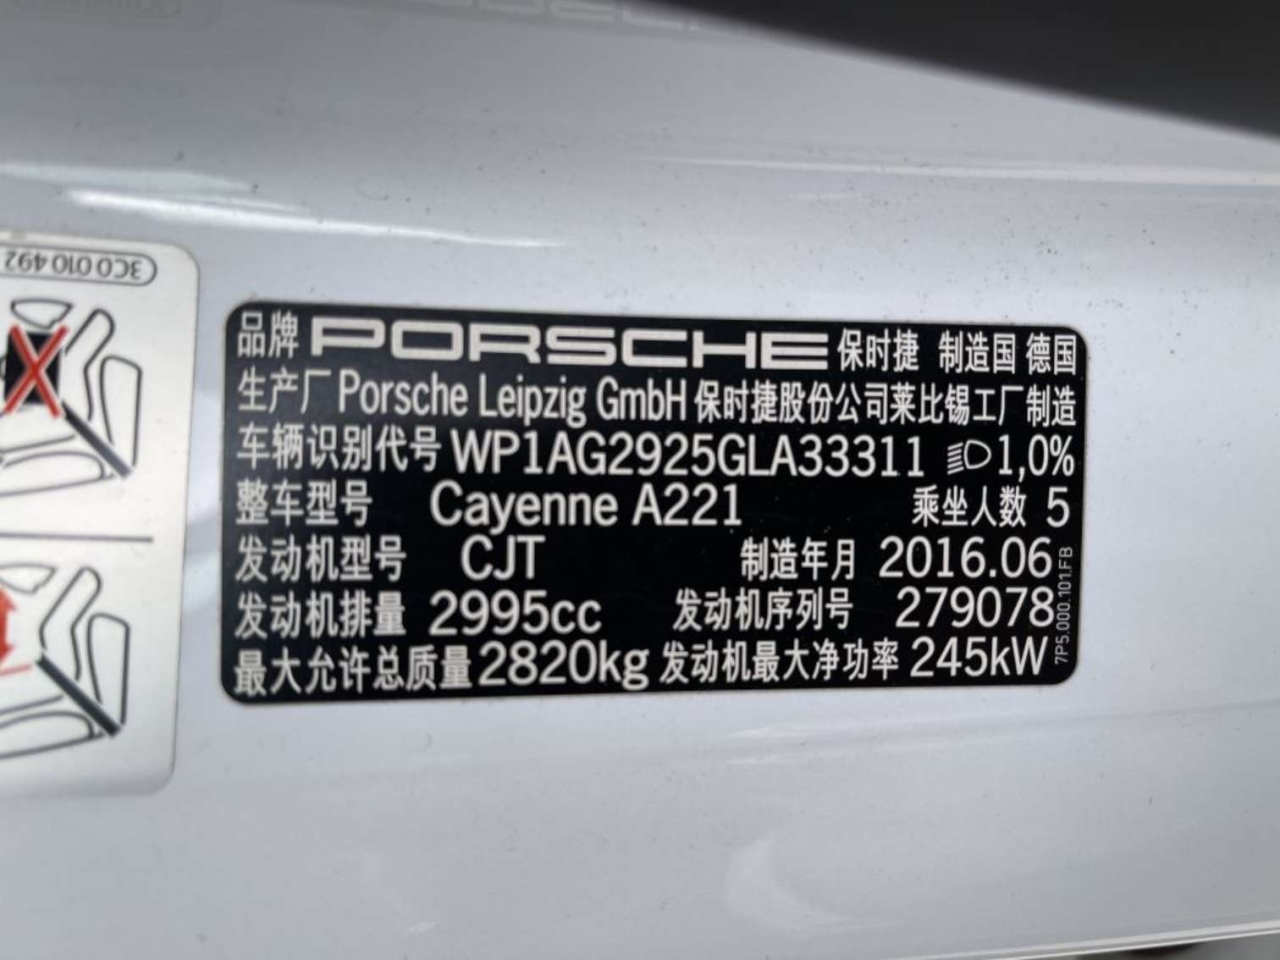 3C0 010 492
品牌 PORSCHE 保时捷 制造国 德国
生产厂 Porsche Leipzig GmbH 保时捷股份公司莱比锡工厂制造
车辆识别代号 WP1AG2925GLA33311 1,0%
整车型号 Cayenne A221 乘坐人数 5
发动机型号 CJT 制造年月 2016.06
发动机排量 2995cc 发动机序列号 279078
最大允许总质量 2820kg 发动机最大净功率 245kW
7P5.000.101.FB